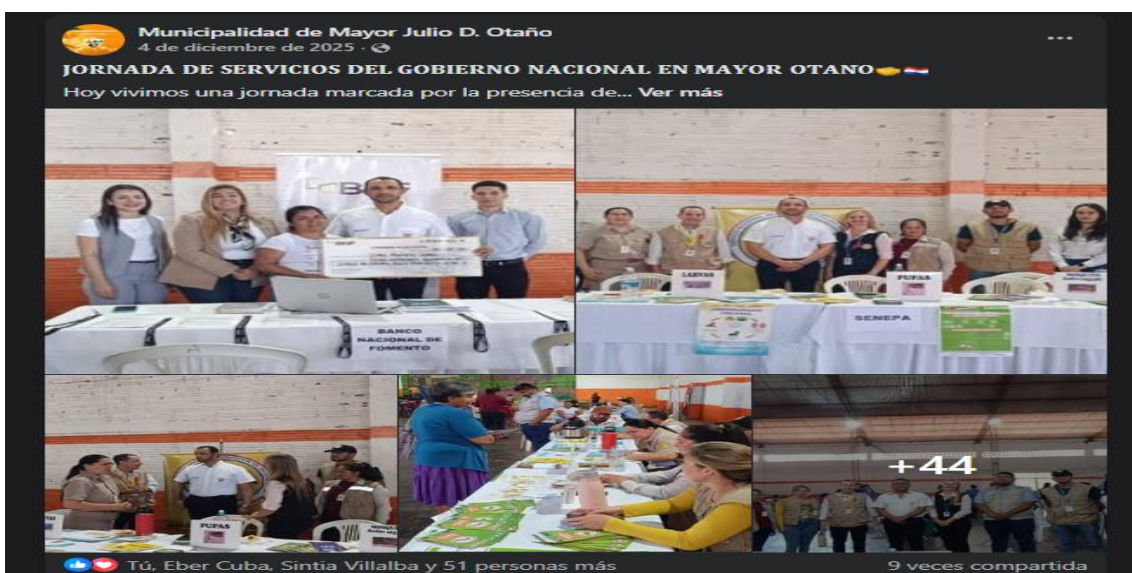 Municipalidad de Mayor Julio D. Otaño
4 de diciembre de 2025 ·
JORNADA DE SERVICIOS DEL GOBIERNO NACIONAL EN MAYOR OTANO
Hoy vivimos una jornada marcada por la presencia de... Ver más
BANCO
NACIONAL DE
FOMENTO
LARVAS
PUPAS
SENEPA
PUPAS
+44
Tú, Eber Cuba, Sintia Villalba y 51 personas más
9 veces compartida